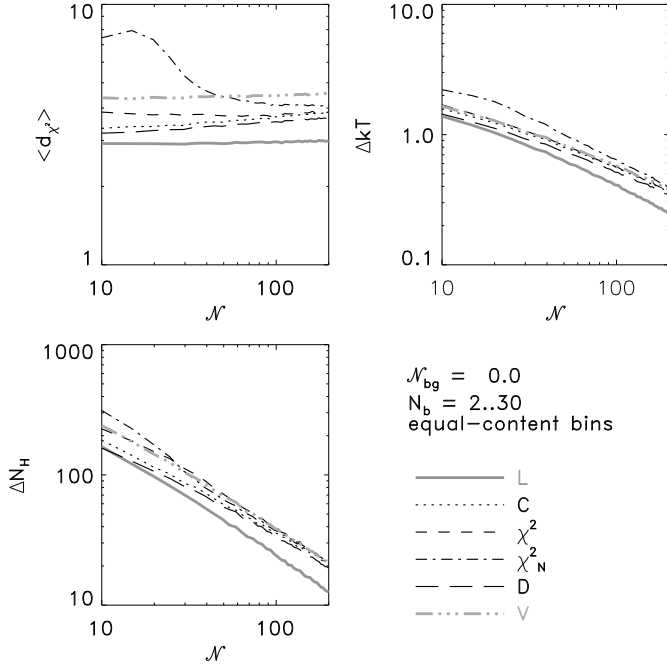 10
1
<d_χ²>
10
100
𝒩
10.0
1.0
0.1
ΔkT
10
100
𝒩
1000
100
10
ΔN_H
10
100
𝒩
𝒩_bg = 0.0
N_b = 2..30
equal-content bins
L
C
χ²
χ²_N
D
V